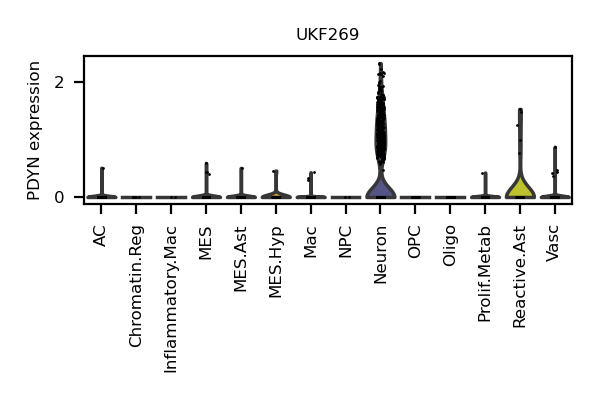 UKF269
PDYN expression
2
0
AC
Chromatin.Reg
Inflammatory.Mac
MES
MES.Ast
MES.Hyp
Mac
NPC
Neuron
OPC
Oligo
Prolif.Metab
Reactive.Ast
Vasc